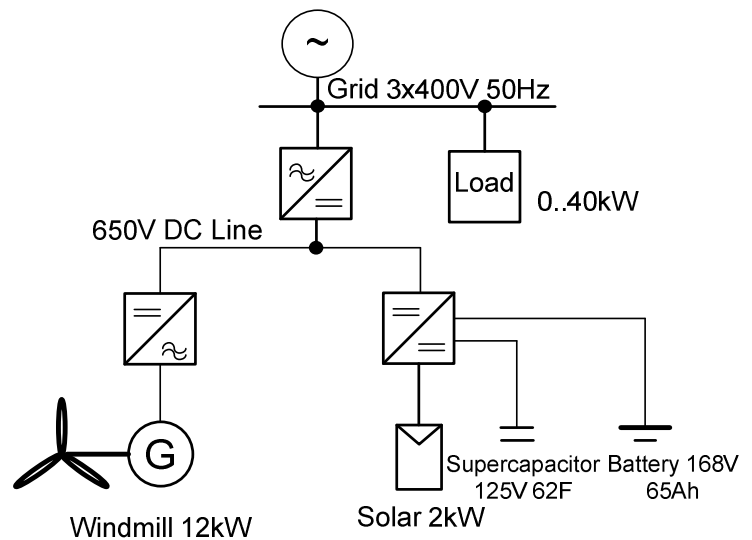 ~
Grid 3x400V 50Hz
Load
0..40kW
650V DC Line
G
Supercapacitor
125V 62F
Battery 168V
65Ah
Solar 2kW
Windmill 12kW